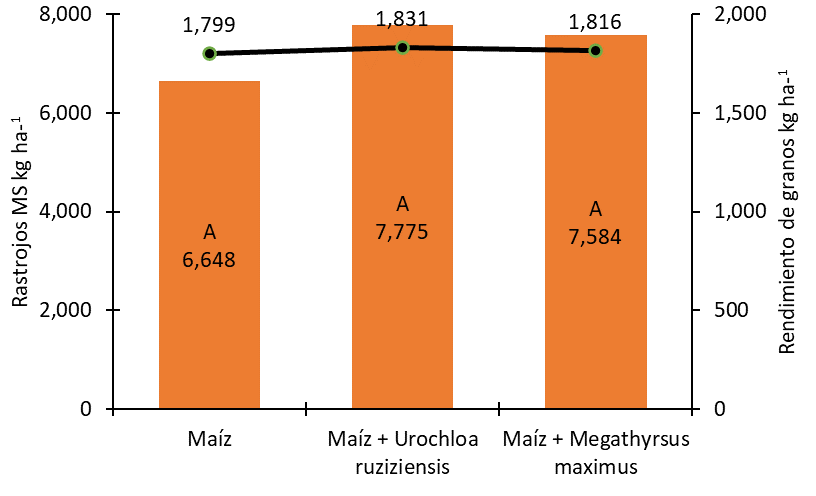 Rastrojos MS kg ha-¹
8,000
6,000
4,000
2,000
0
1,799
1,831
1,816
A
6,648
A
7,775
A
7,584
2,000
1,500
1,000
500
0
Rendimiento de granos kg ha-¹
Maíz
Maíz + Urochloa
ruziziensis
Maíz + Megathyrsus
maximus